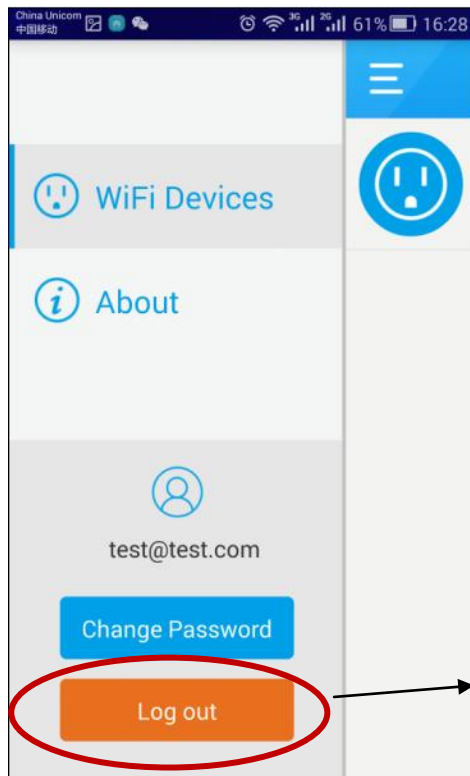 China Unicom
中国移动
3G 2G 61% 16:28
WiFi Devices
i About
test@test.com
Change Password
Log out